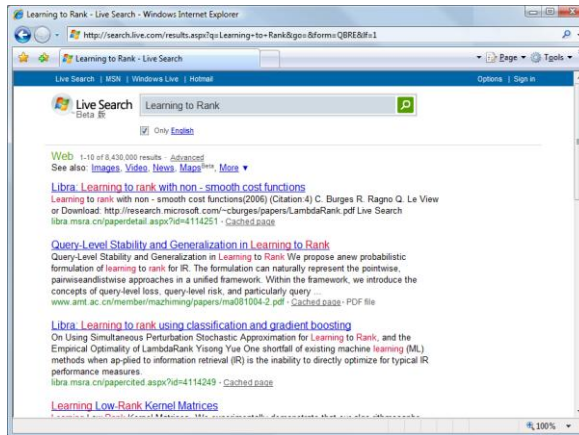 Learning to Rank - Live Search - Windows Internet Explorer
http://search.live.com/results.aspx?q=Learning+to+Rank&go=&form=QBRE&lf=1
Learning to Rank - Live Search
Page
Tools
Live Search | MSN | Windows Live | Hotmail
Options | Sign in
Live Search
Beta 版
Learning to Rank
Only English
Web 1-10 of 8,430,000 results · Advanced
See also: Images, Video, News, Maps Beta, More ▼
Libra: Learning to rank with non - smooth cost functions
Learning to rank with non - smooth cost functions(2006) (Citation:4) C. Burges R. Ragno Q. Le View
or Download: http://research.microsoft.com/~cburges/papers/LambdaRank.pdf Live Search
libra.msra.cn/paperdetail.aspx?id=4114251 · Cached page
Query-Level Stability and Generalization in Learning to Rank
Query-Level Stability and Generalization in Learning to Rank We propose anew probabilistic
formulation of learning to rank for IR. The formulation can naturally represent the pointwise,
pairwiseandlistwise approaches in a unified framework. Within the framework, we introduce the
concepts of query-level loss, query-level risk, and particularly query ...
www.amt.ac.cn/member/mazhiming/papers/ma081004-2.pdf · Cached page · PDF file
Libra: Learning to rank using classification and gradient boosting
On Using Simultaneous Perturbation Stochastic Approximation for Learning to Rank, and the
Empirical Optimality of LambdaRank Yisong Yue One shortfall of existing machine learning (ML)
methods when ap-plied to information retrieval (IR) is the inability to directly optimize for typical IR
performance measures.
libra.msra.cn/papercited.aspx?id=4114249 · Cached page
Learning Low-Rank Kernel Matrices
100%